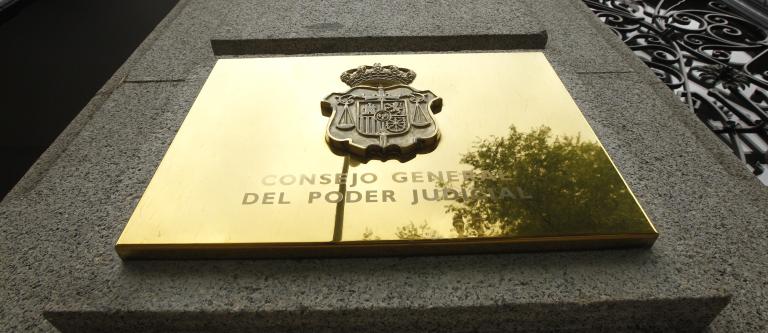 CONSEJO GENERAL
DEL PODER JUDICIAL